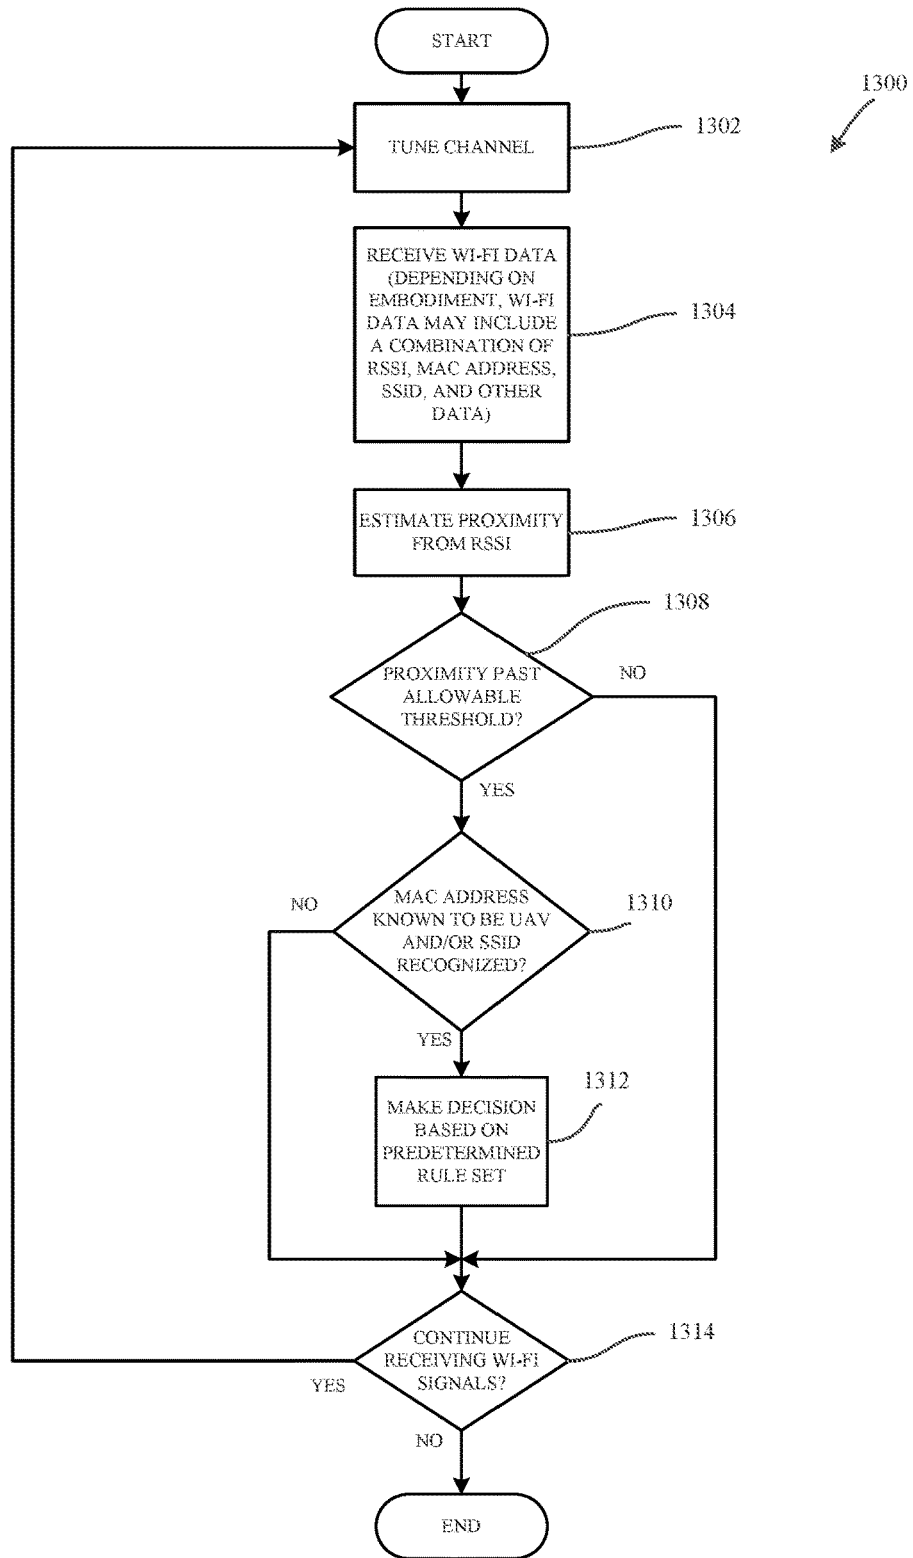 START
1300
1302
TUNE CHANNEL
RECEIVE WI-FI DATA
(DEPENDING ON
EMBODIMENT, WI-FI
DATA MAY INCLUDE
A COMBINATION OF
RSSI, MAC ADDRESS,
SSID, AND OTHER
DATA)
1304
ESTIMATE PROXIMITY
FROM RSSI
1306
1308
PROXIMITY PAST
ALLOWABLE
THRESHOLD?
NO
YES
MAC ADDRESS
KNOWN TO BE UAV
AND/OR SSID
RECOGNIZED?
NO
1310
YES
MAKE DECISION
BASED ON
PREDETERMINED
RULE SET
1312
CONTINUE
RECEIVING WI-FI
SIGNALS?
1314
YES
NO
END